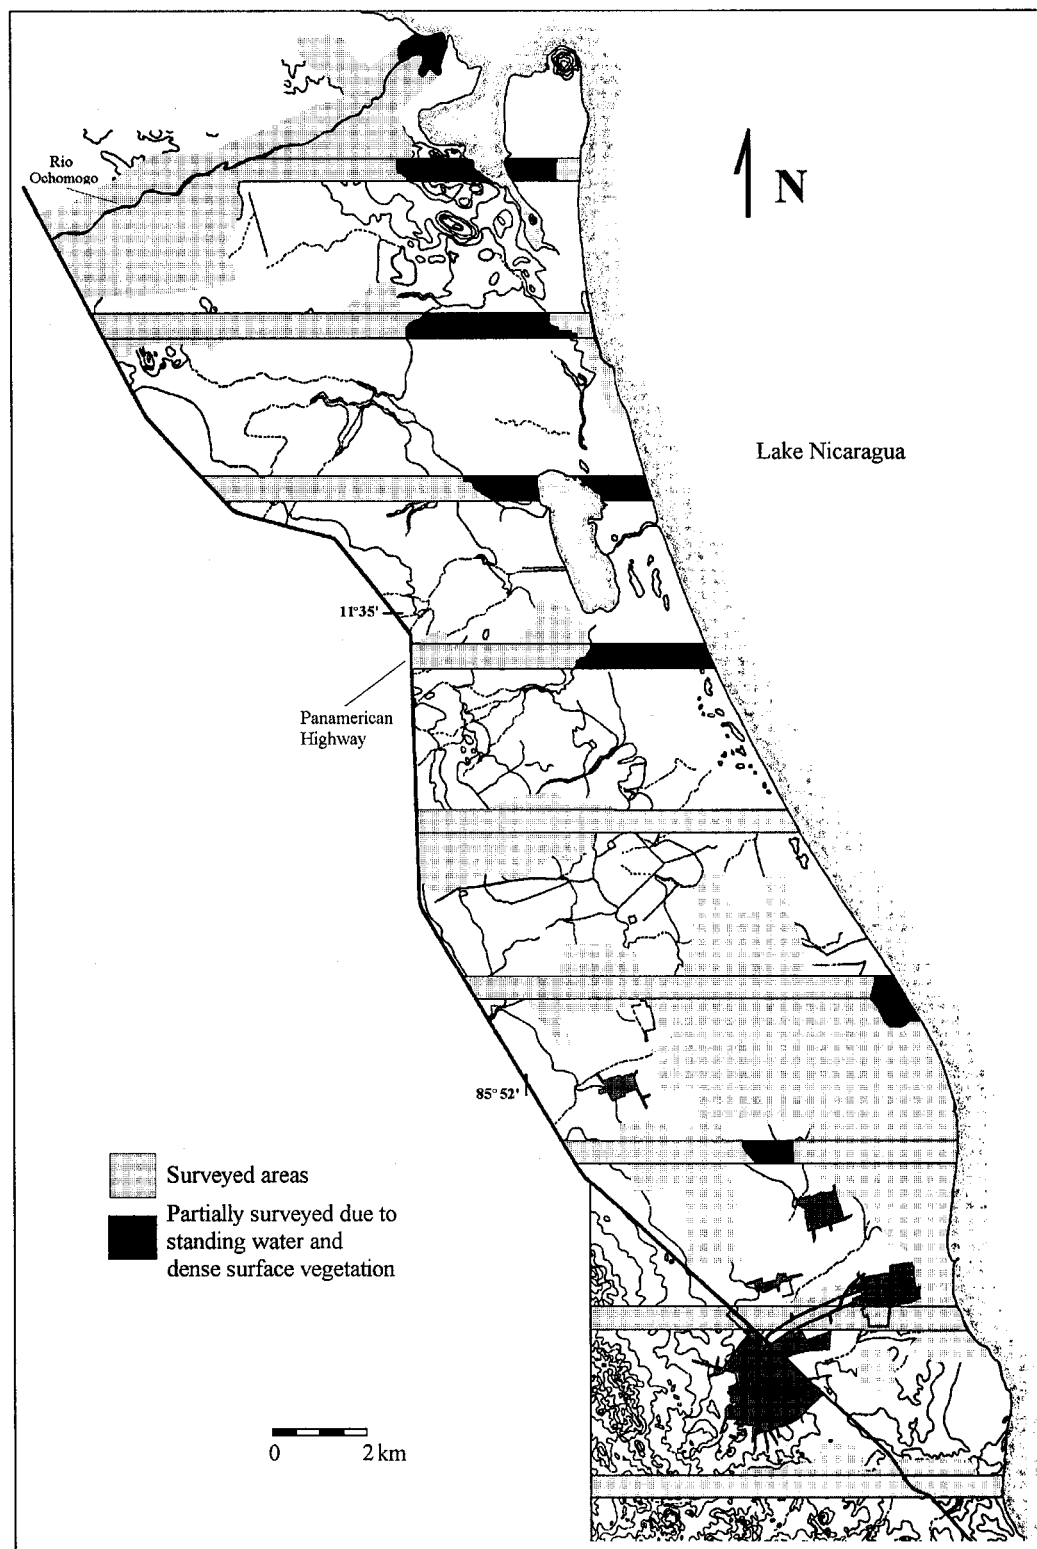 Rio
Ochomogo
N
Lake Nicaragua
11°35'
Panamerican
Highway
85°52'
Surveyed areas
Partially surveyed due to
standing water and
dense surface vegetation
0 2 km